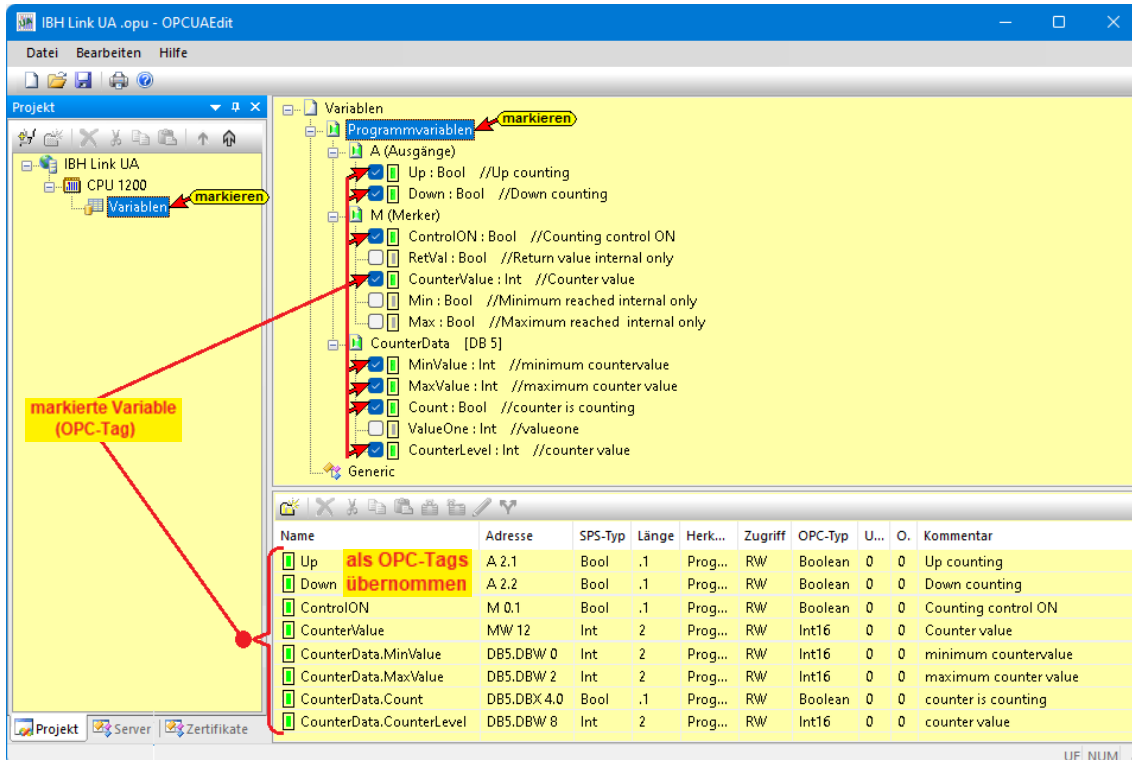 IBH Link UA .opu - OPCUAEdit
Datei Bearbeiten Hilfe
Projekt
IBH Link UA
CPU 1200
Variablen
markieren
Variablen
Programmvariablen
markieren
A (Ausgänge)
Up : Bool //Up counting
Down : Bool //Down counting
M (Merker)
ControlON : Bool //Counting control ON
RetVal : Bool //Return value internal only
CounterValue : Int //Counter value
Min : Bool //Minimum reached internal only
Max : Bool //Maximum reached internal only
CounterData [DB 5]
MinValue : Int //minimum countervalue
MaxValue : Int //maximum counter value
Count : Bool //counter is counting
ValueOne : Int //valueone
CounterLevel : Int //counter value
Generic
markierte Variable
(OPC-Tag)
Name Adresse SPS-Typ Länge Herk... Zugriff OPC-Typ U... O. Kommentar
Up A 2.1 Bool .1 Prog... RW Boolean 0 0 Up counting
Down A 2.2 Bool .1 Prog... RW Boolean 0 0 Down counting
ControlON M 0.1 Bool .1 Prog... RW Boolean 0 0 Counting control ON
CounterValue MW 12 Int 2 Prog... RW Int16 0 0 Counter value
CounterData.MinValue DB5.DBW 0 Int 2 Prog... RW Int16 0 0 minimum countervalue
CounterData.MaxValue DB5.DBW 2 Int 2 Prog... RW Int16 0 0 maximum counter value
CounterData.Count DB5.DBX 4.0 Bool .1 Prog... RW Boolean 0 0 counter is counting
CounterData.CounterLevel DB5.DBW 8 Int 2 Prog... RW Int16 0 0 counter value
als OPC-Tags
übernommen
Projekt Server Zertifikate
UF NUM